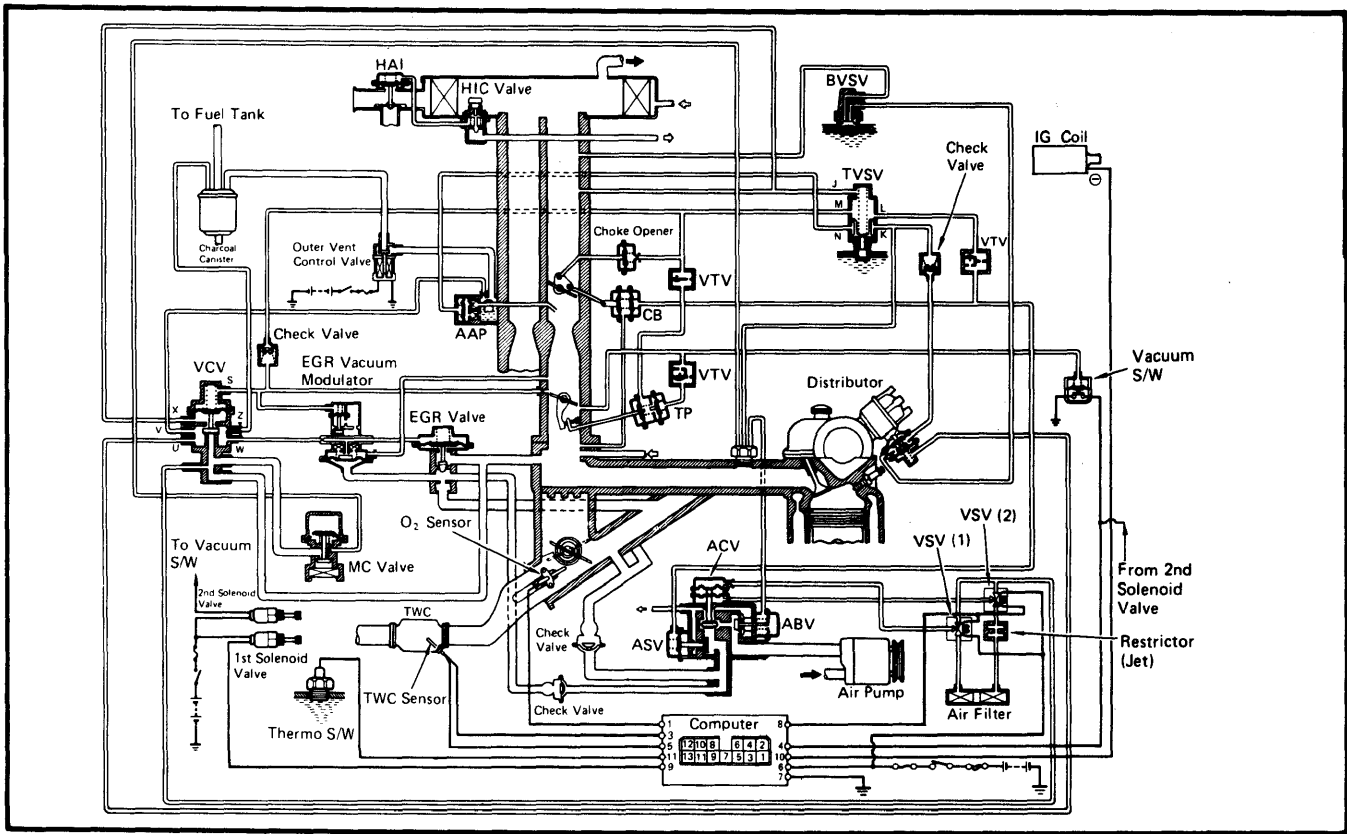 HAI
HIC Valve
BVSV
To Fuel Tank
IG Coil
Check
Valve
TVSV
J
M
L
N
K
Charcoal
Canister
Outer Vent
Control Valve
Choke Opener
VTV
VTV
CB
AAP
Check Valve
EGR Vacuum
Modulator
VTV
Vacuum
S/W
VCV
S
X
Z
V
U
W
EGR Valve
TP
Distributor
O2 Sensor
VSV (2)
VSV (1)
To Vacuum
S/W
MC Valve
ACV
From 2nd
Solenoid
Valve
2nd Solenoid
Valve
TWC
Check
Valve
ASV
ABV
Restrictor
(Jet)
1st Solenoid
Valve
TWC Sensor
Check Valve
Air Pump
Air Filter
Thermo S/W
Computer
1
3
5
11
9
12 10 8 6 4 2
13 11 9 7 5 3 1
8
4
10
6
7